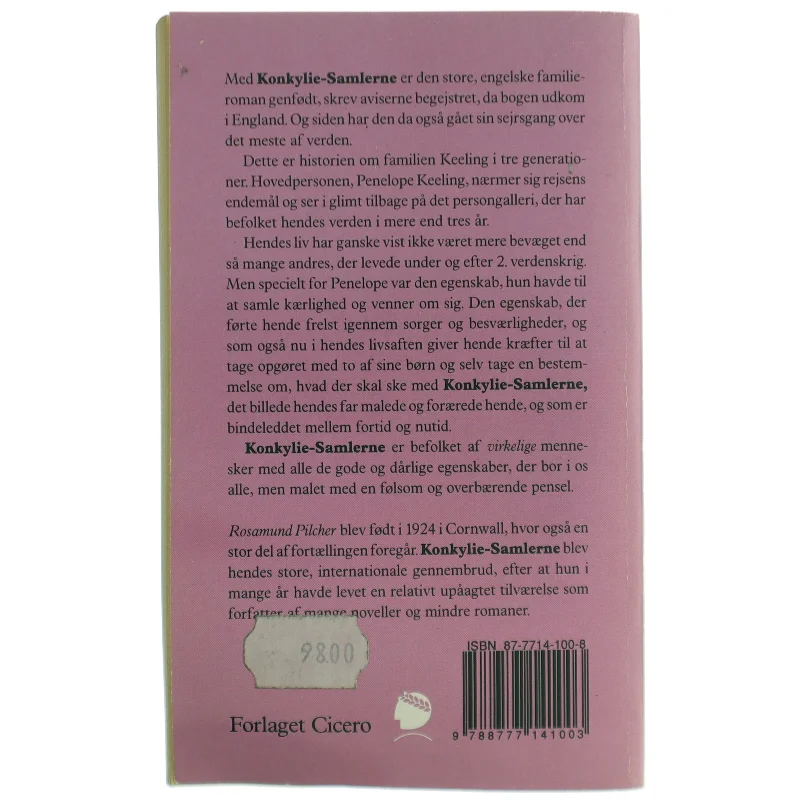 Med Konkylie-Samlerne er den store, engelske familie-
roman genfødt, skrev aviserne begejstret, da bogen udkom
i England. Og siden har den da også gået sin sejrsgang over
det meste af verden.
Dette er historien om familien Keeling i tre generatio-
ner. Hovedpersonen, Penelope Keeling, nærmer sig rejsens
endemål og ser i glimt tilbage på det persongalleri, der har
befolket hendes verden i mere end tres år.
Hendes liv har ganske vist ikke været mere bevæget end
så mange andres, der levede under og efter 2. verdenskrig.
Men specielt for Penelope var den egenskab, hun havde til
at samle kærlighed og venner om sig. Den egenskab, der
førte hende frelst igennem sorger og besværligheder, og
som også nu i hendes livsaften giver hende kræfter til at
tage opgøret med to af sine børn og selv tage en bestem-
melse om, hvad der skal ske med Konkylie-Samlerne,
det billede hendes far malede og forærede hende, og som er
bindeleddet mellem fortid og nutid.
Konkylie-Samlerne er befolket af virkelige menne-
sker med alle de gode og dårlige egenskaber, der bor i os
alle, men malet med en følsom og overbærende pensel.
Rosamund Pilcher blev født i 1924 i Cornwall, hvor også en
stor del af fortællingen foregår. Konkylie-Samlerne blev
hendes store, internationale gennembrud, efter at hun i
mange år havde levet en relativt upåagtet tilværelse som
forfatter af mange noveller og mindre romaner.
9800
ISBN 87-7714-100-8
Forlaget Cicero
9 788777 141003